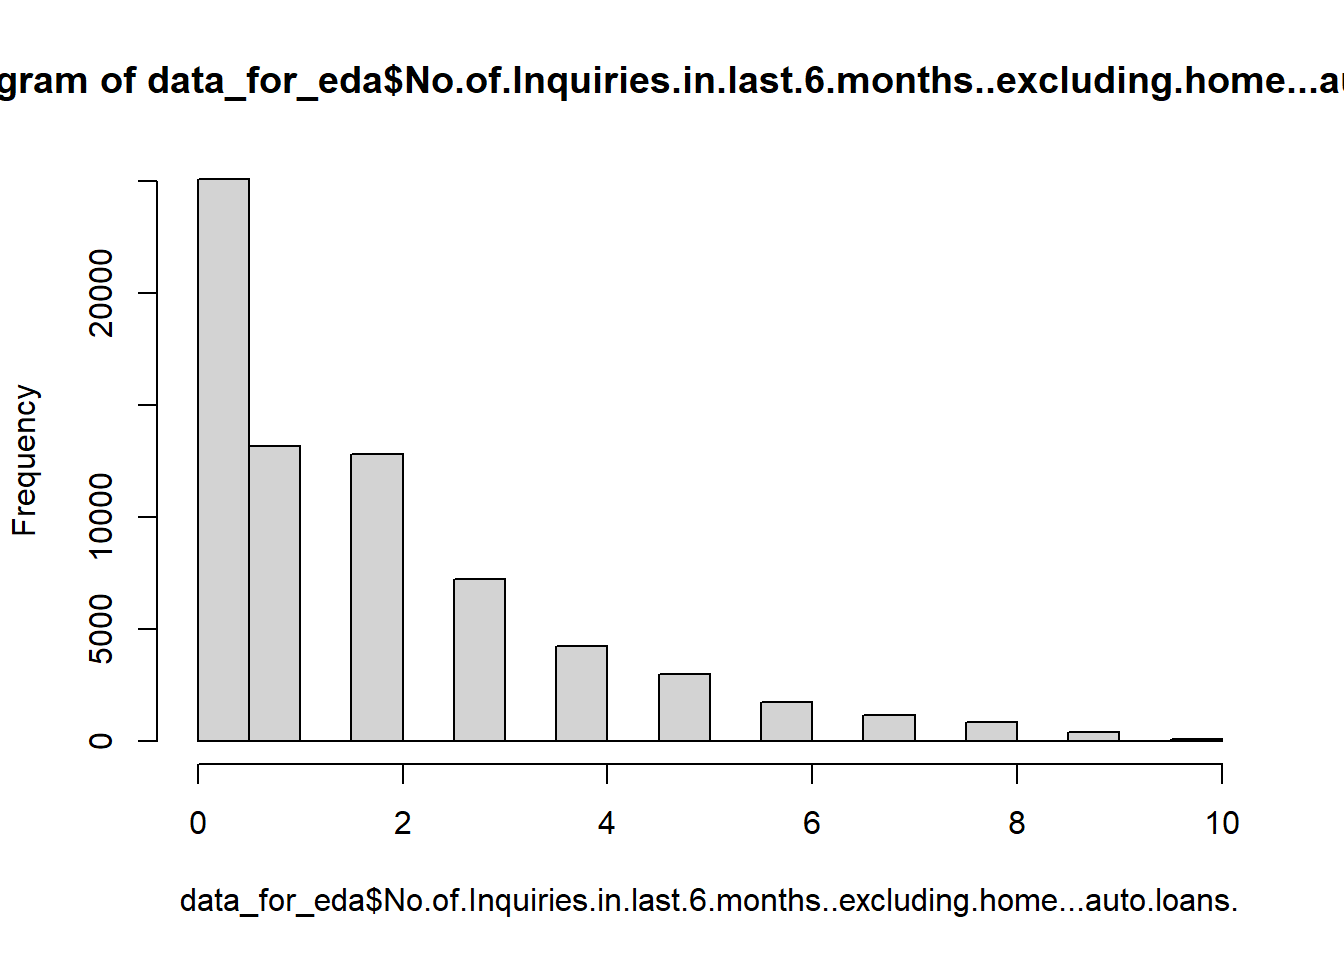 gram of data_for_eda$No.of.Inquiries.in.last.6.months..excluding.home...au
Frequency
20000
10000
5000
0
0 2 4 6 8 10
data_for_eda$No.of.Inquiries.in.last.6.months..excluding.home...auto.loans.